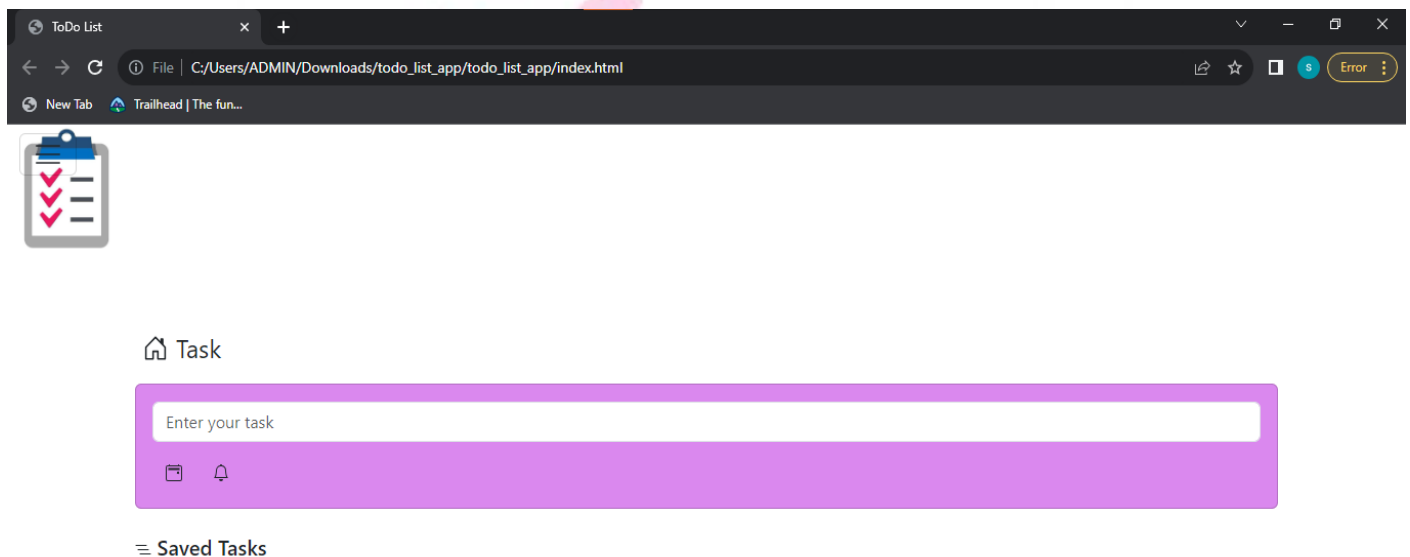 ToDo List
File | C:/Users/ADMIN/Downloads/todo_list_app/todo_list_app/index.html
s
Error
New Tab
Trailhead | The fun...
Task
Enter your task
Saved Tasks